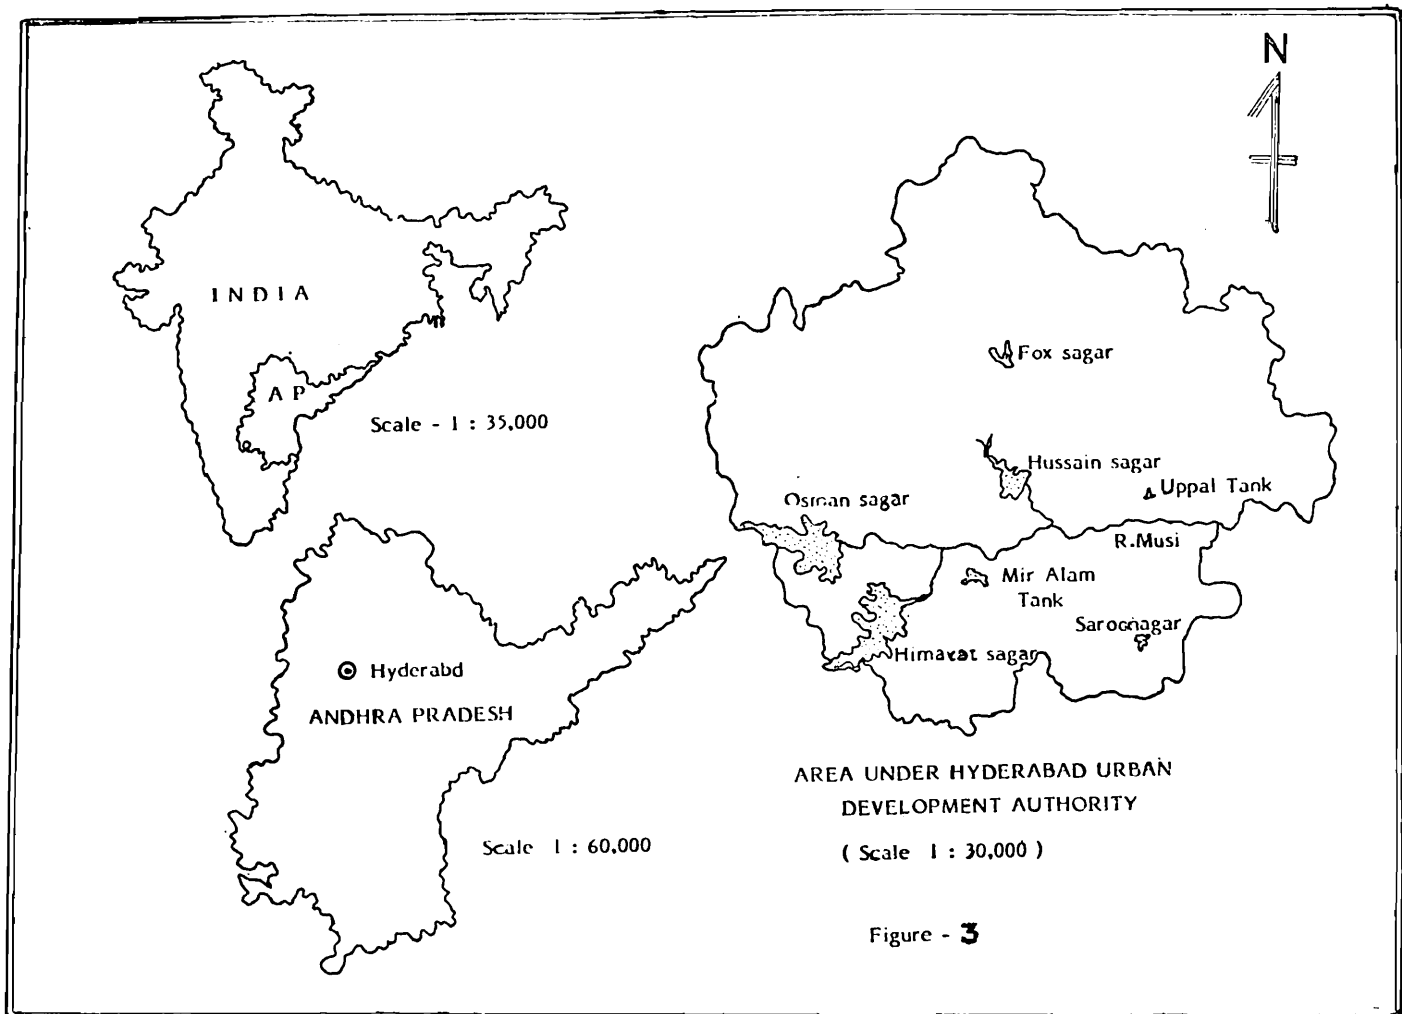 N
INDIA
AP
Scale - 1 : 35,000
Fox sagar
Hussain sagar
Uppal Tank
Osman sagar
R.Musi
Mir Alam
Tank
Saroonagar
Himayat sagar
Hyderabd
ANDHRA PRADESH
Scale 1 : 60,000
AREA UNDER HYDERABAD URBAN
DEVELOPMENT AUTHORITY
( Scale 1 : 30,000 )
Figure - 3